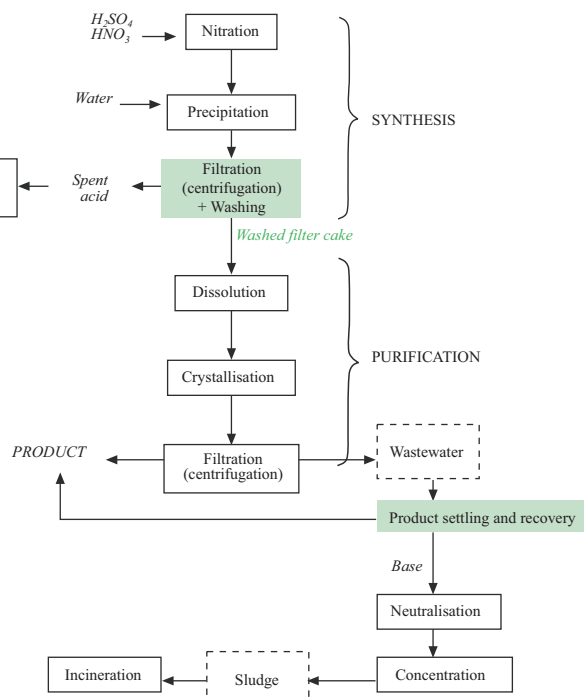 H2SO4
HNO3
Nitration
Water
Precipitation
SYNTHESIS
Filtration
(centrifugation)
+ Washing
Spent
acid
Washed filter cake
Dissolution
Crystallisation
PURIFICATION
PRODUCT
Filtration
(centrifugation)
Wastewater
Product settling and recovery
Base
Neutralisation
Incineration
Sludge
Concentration